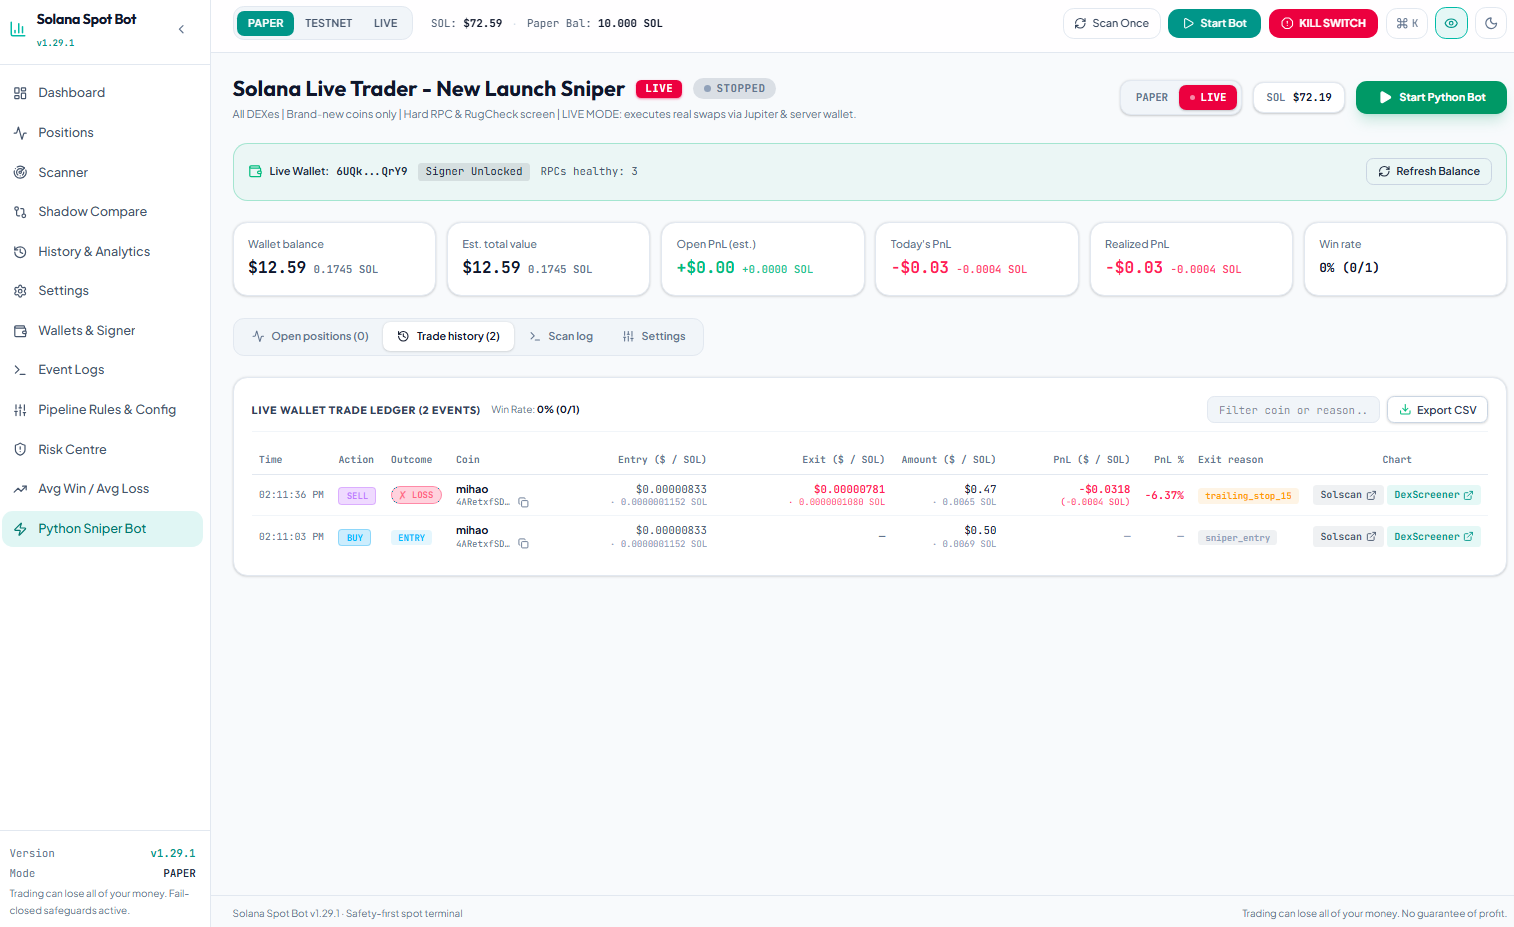 Solana Spot Bot
v1.29.1
PAPER TESTNET LIVE SOL: $72.59 · Paper Bal: 10.000 SOL
Scan Once Start Bot KILL SWITCH ⌘ K
Dashboard
Positions
Scanner
Shadow Compare
History & Analytics
Settings
Wallets & Signer
Event Logs
Pipeline Rules & Config
Risk Centre
Avg Win / Avg Loss
Python Sniper Bot
Version v1.29.1
Mode PAPER
Trading can lose all of your money. Fail-
closed safeguards active.
Solana Live Trader - New Launch Sniper LIVE STOPPED
All DEXes | Brand-new coins only | Hard RPC & RugCheck screen | LIVE MODE: executes real swaps via Jupiter & server wallet.
PAPER LIVE SOL $72.19 Start Python Bot
Live Wallet: 6UQk...QrY9 Signer Unlocked RPCs healthy: 3 Refresh Balance
Wallet balance
$12.59 0.1745 SOL
Est. total value
$12.59 0.1745 SOL
Open PnL (est.)
+$0.00 +0.0000 SOL
Today's PnL
-$0.03 -0.0004 SOL
Realized PnL
-$0.03 -0.0004 SOL
Win rate
0% (0/1)
Open positions (0) Trade history (2) Scan log Settings
LIVE WALLET TRADE LEDGER (2 EVENTS) Win Rate: 0% (0/1) Filter coin or reason.. Export CSV
Time Action Outcome Coin Entry ($ / SOL) Exit ($ / SOL) Amount ($ / SOL) PnL ($ / SOL) PnL % Exit reason Chart
02:11:36 PM SELL ✗ LOSS mihao $0.00000833 $0.00000781 $0.47 -$0.0318 -6.37% trailing_stop_15 Solscan DexScreener
4ARetxfSD… · 0.0000001152 SOL · 0.0000001080 SOL · 0.0065 SOL (-0.0004 SOL)
02:11:03 PM BUY ENTRY mihao $0.00000833 — $0.50 — — sniper_entry Solscan DexScreener
4ARetxfSD… · 0.0000001152 SOL · 0.0069 SOL
Solana Spot Bot v1.29.1 · Safety-first spot terminal
Trading can lose all of your money. No guarantee of profit.